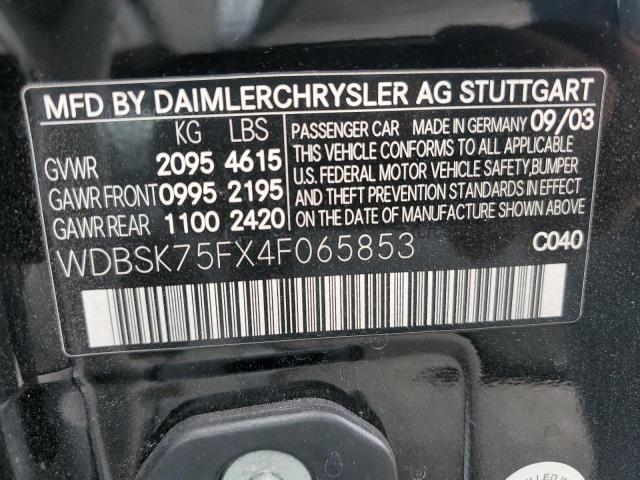 MFD BY DAIMLERCHRYSLER AG STUTTGART
KG LBS
GVWR 2095 4615
GAWR FRONT 0995 2195
GAWR REAR 1100 2420
PASSENGER CAR MADE IN GERMANY 09/03
THIS VEHICLE CONFORMS TO ALL APPLICABLE
U.S. FEDERAL MOTOR VEHICLE SAFETY, BUMPER
AND THEFT PREVENTION STANDARDS IN EFFECT
ON THE DATE OF MANUFACTURE SHOWN ABOVE.
WDBSK75FX4F065853
C040